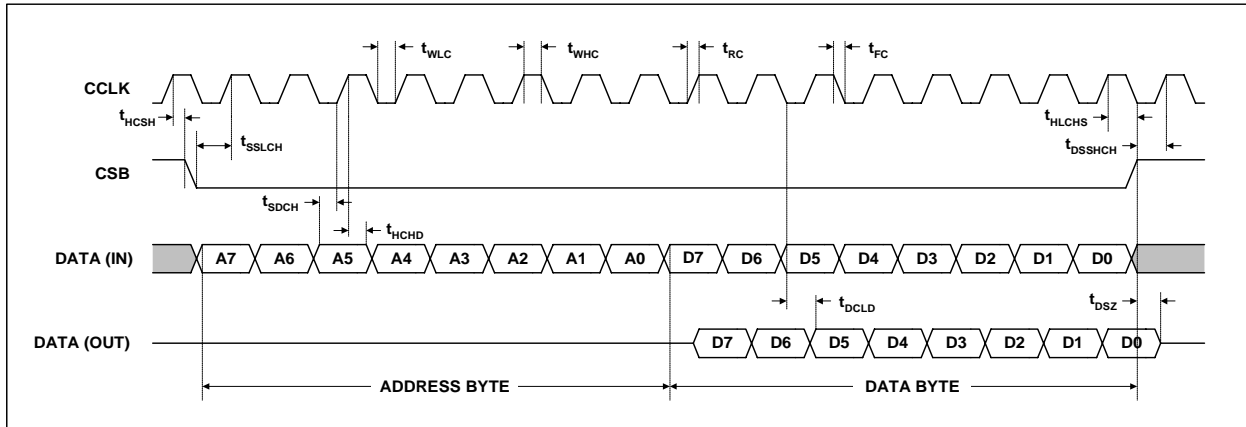 tWLC tWHC tRC tFC
CCLK
tHCSH tHLCHS
tSSLCH tDSSHCH
CSB
tSDCH
tHCHD
DATA (IN) A7 A6 A5 A4 A3 A2 A1 A0 D7 D6 D5 D4 D3 D2 D1 D0
tDCLD tDSZ
DATA (OUT) D7 D6 D5 D4 D3 D2 D1 D0
ADDRESS BYTE DATA BYTE